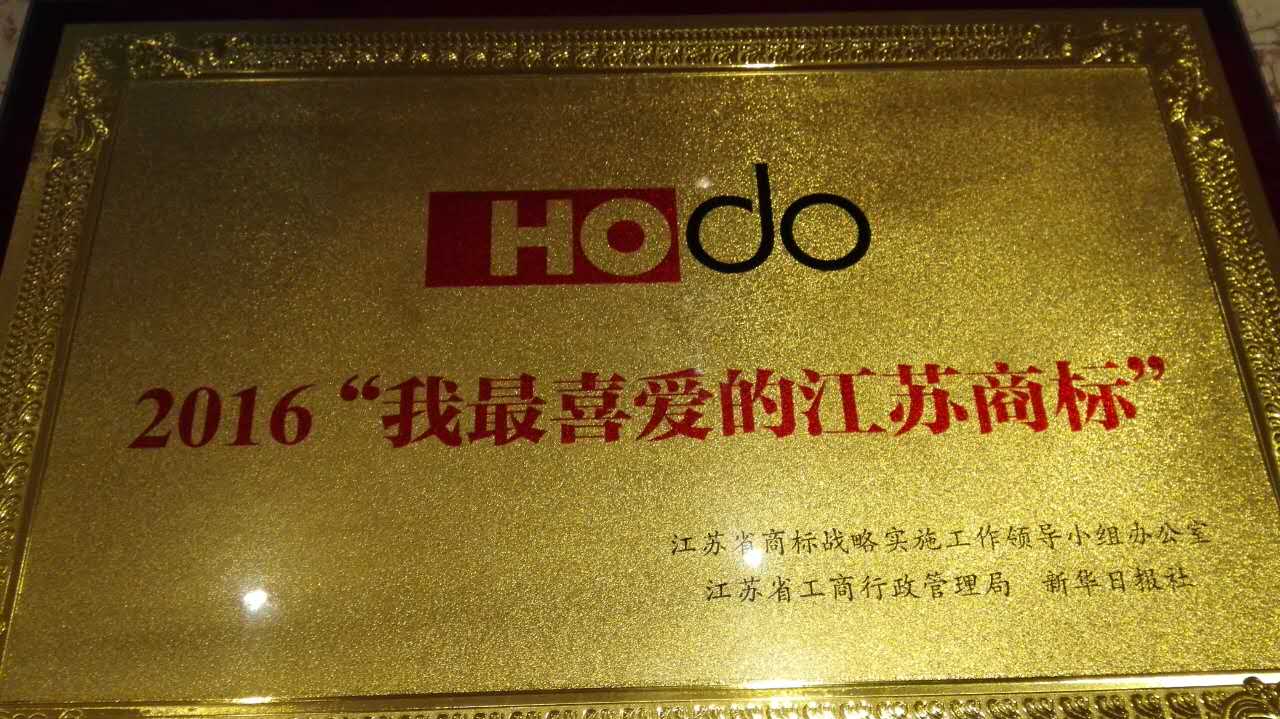 HOdo
2016“我最喜爱的江苏商标”
江苏省商标战略实施工作领导小组办公室
江苏省工商行政管理局 新华日报社